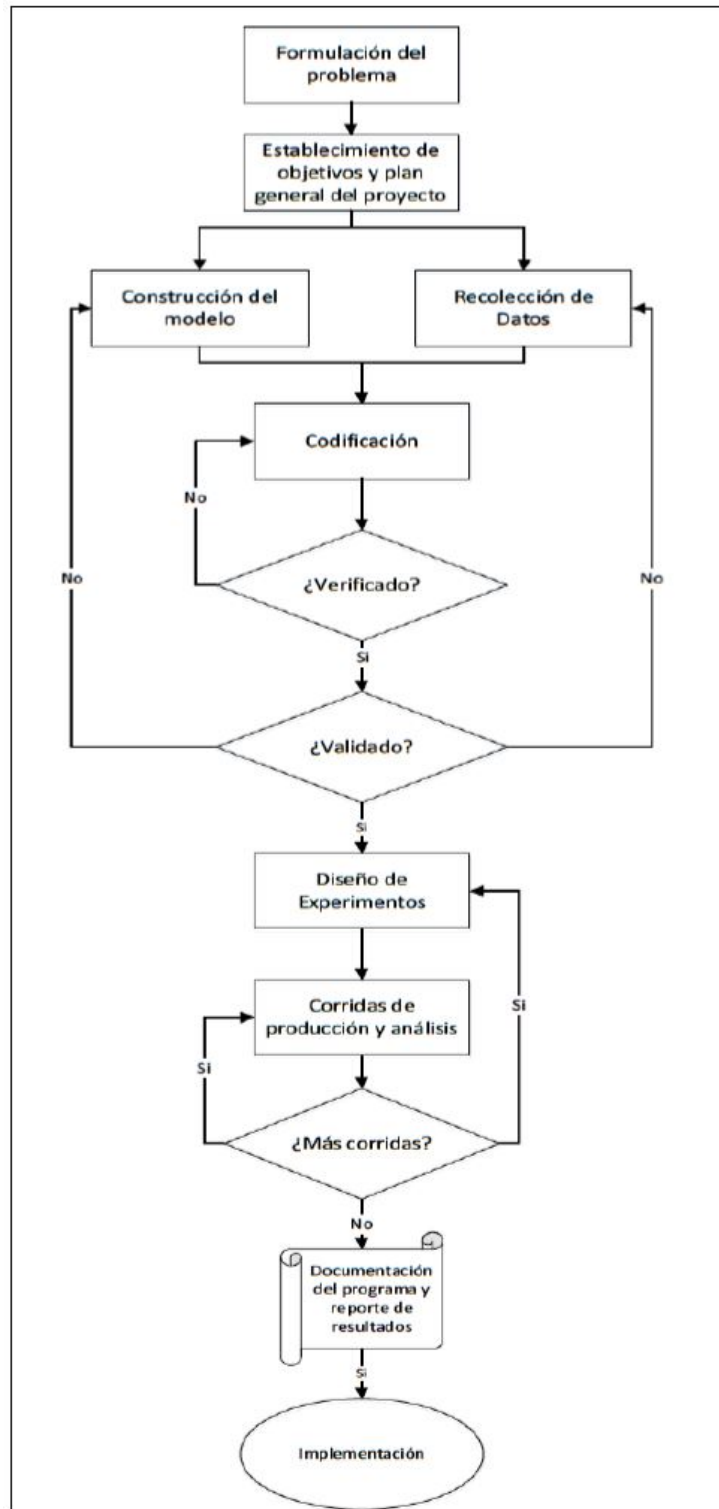 Formulación del
problema
Establecimiento de
objetivos y plan
general del proyecto
Construcción del
modelo
Recolección de
Datos
Codificación
No
¿Verificado?
No
No
Si
¿Validado?
Si
Diseño de
Experimentos
Corridas de
producción y análisis
Si
Si
¿Más corridas?
No
Documentación
del programa y
reporte de
resultados
Si
Implementación